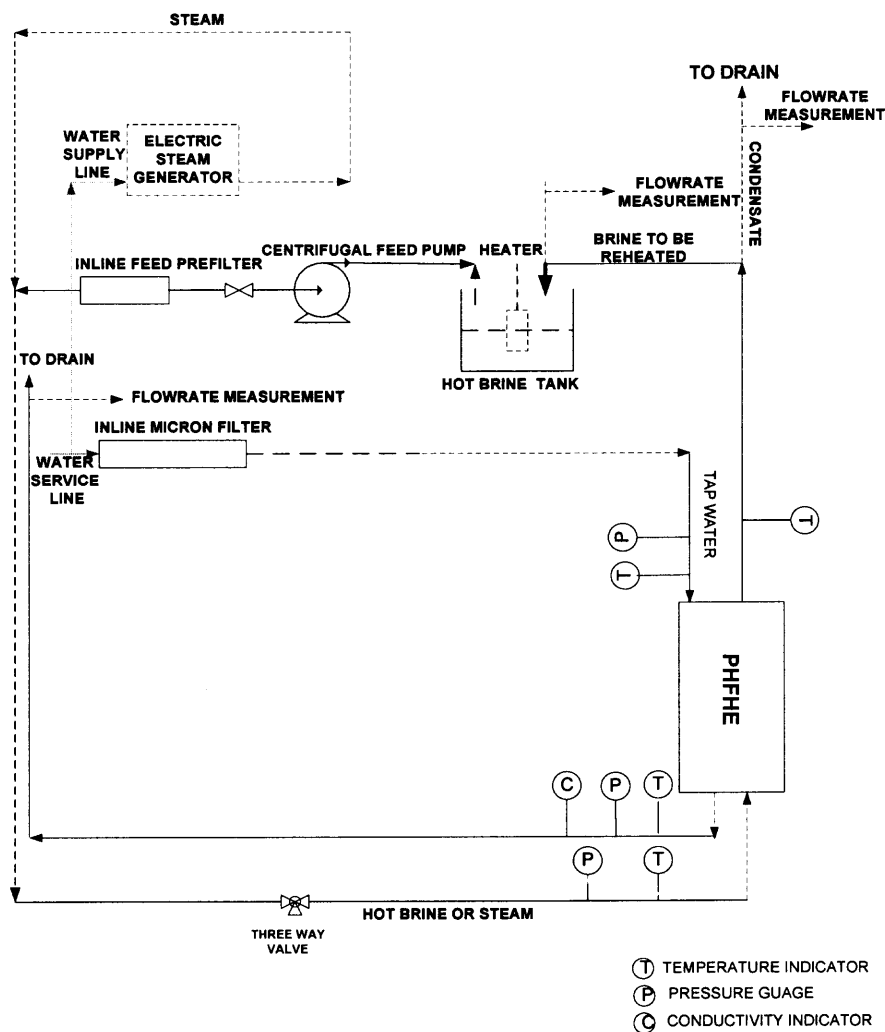 STEAM
TO DRAIN
FLOWRATE
MEASUREMENT
WATER
SUPPLY
LINE
ELECTRIC
STEAM
GENERATOR
CONDENSATE
FLOWRATE
MEASUREMENT
CENTRIFUGAL FEED PUMP
HEATER
BRINE TO BE
REHEATED
INLINE FEED PREFILTER
TO DRAIN
HOT BRINE TANK
FLOWRATE MEASUREMENT
INLINE MICRON FILTER
WATER
SERVICE
LINE
TAP WATER
T
P
T
PHFHE
C
P
T
P
T
HOT BRINE OR STEAM
THREE WAY
VALVE
T TEMPERATURE INDICATOR
P PRESSURE GUAGE
C CONDUCTIVITY INDICATOR